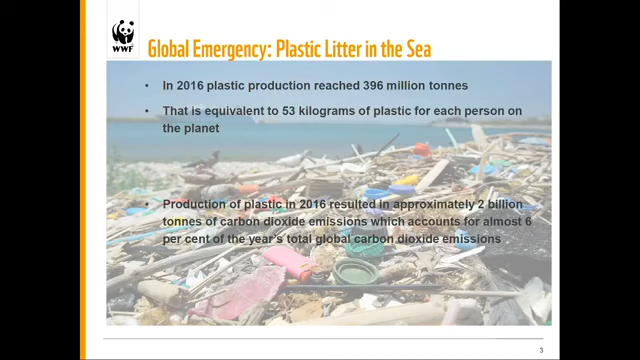 WWF
Global Emergency: Plastic Litter in the Sea
• In 2016 plastic production reached 396 million tonnes
• That is equivalent to 53 kilograms of plastic for each person on
the planet
• Production of plastic in 2016 resulted in approximately 2 billion
tonnes of carbon dioxide emissions which accounts for almost 6
per cent of the year's total global carbon dioxide emissions
3